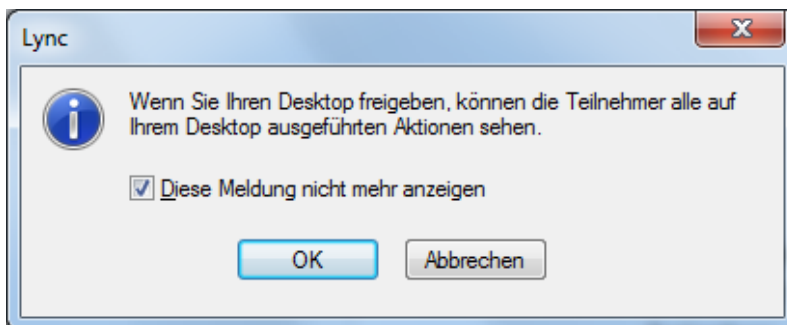 Lync
Wenn Sie Ihren Desktop freigeben, können die Teilnehmer alle auf
Ihrem Desktop ausgeführten Aktionen sehen.
Diese Meldung nicht mehr anzeigen
OK
Abbrechen